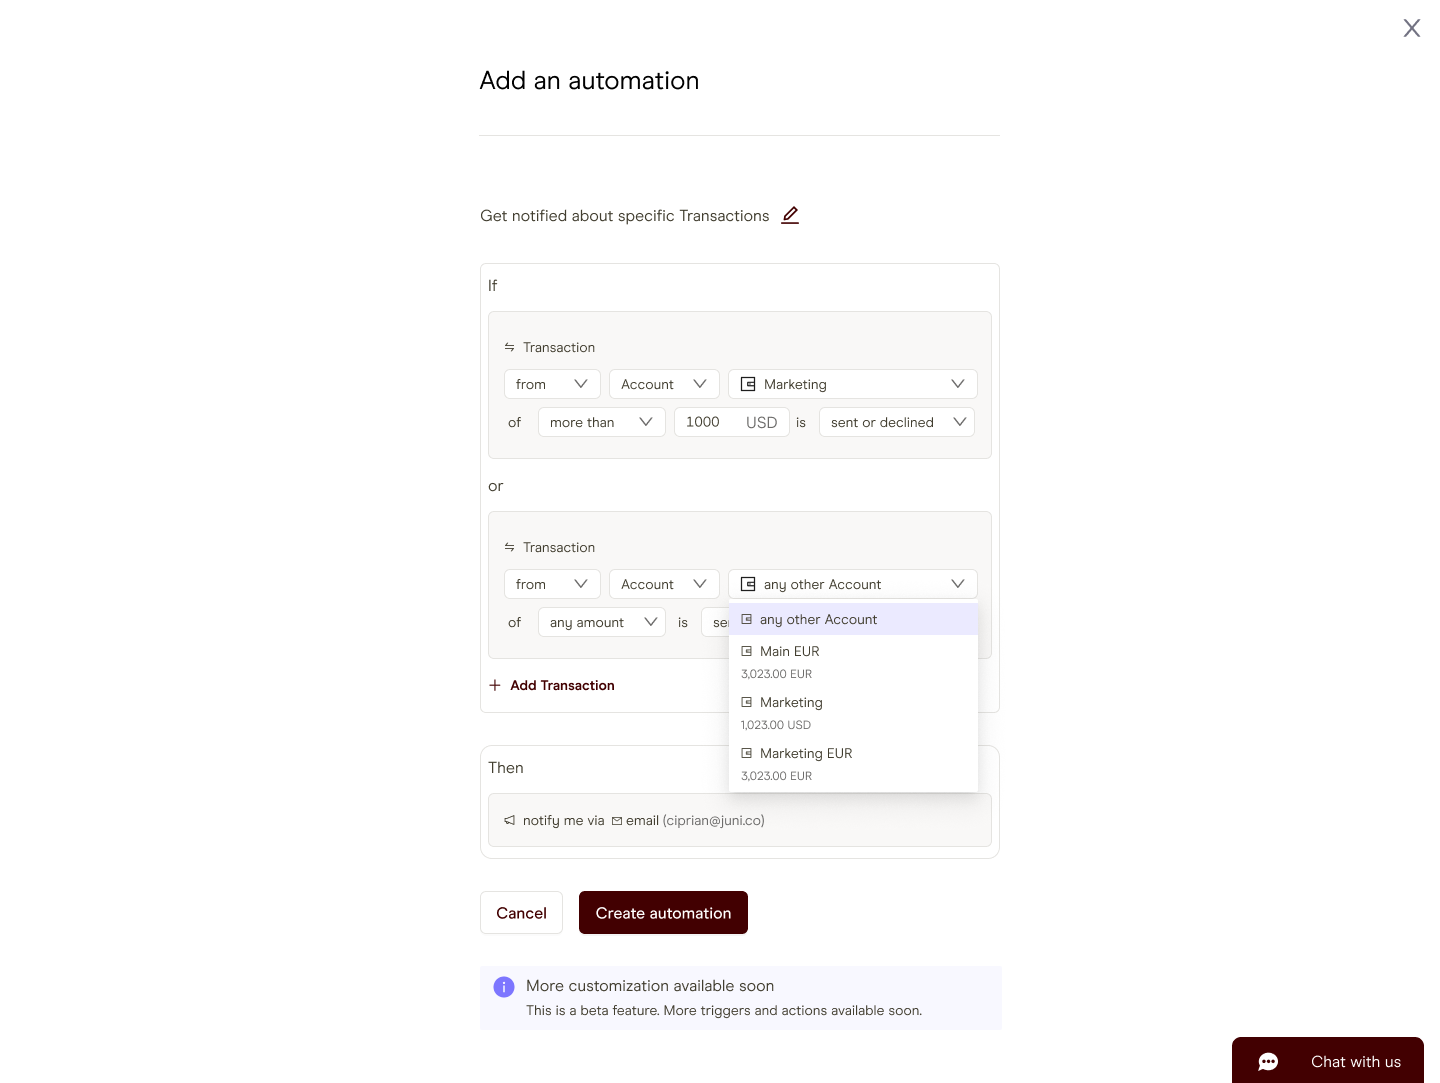 Add an automation
Get notified about specific Transactions
If
Transaction
from Account Marketing
of more than 1000 USD is sent or declined
or
Transaction
from Account any other Account
of any amount is
any other Account
Main EUR
3,023.00 EUR
Add Transaction
Marketing
1,023.00 USD
Marketing EUR
3,023.00 EUR
Then
notify me via email (ciprian@juni.co)
Cancel Create automation
More customization available soon
This is a beta feature. More triggers and actions available soon.
Chat with us